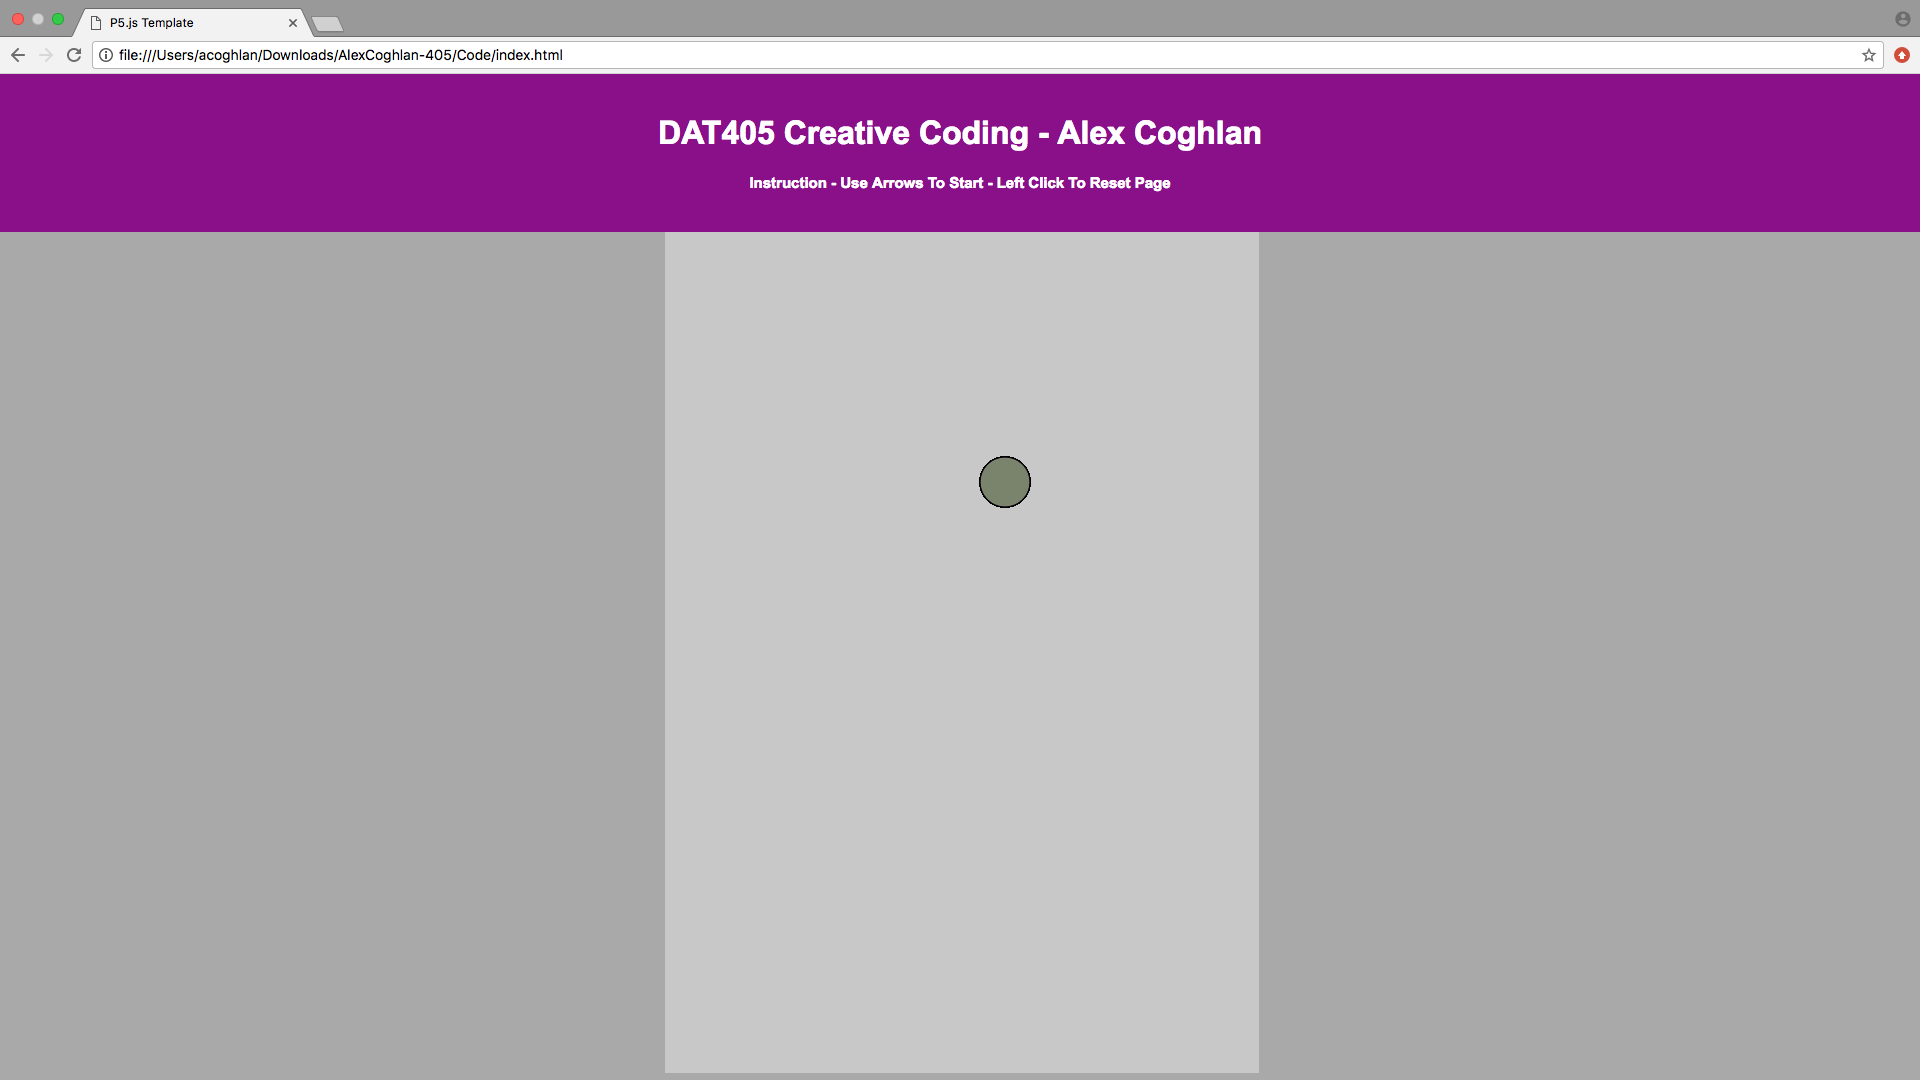 P5.js Template
file:///Users/acoghlan/Downloads/AlexCoghlan-405/Code/index.html
DAT405 Creative Coding - Alex Coghlan
Instruction - Use Arrows To Start - Left Click To Reset Page